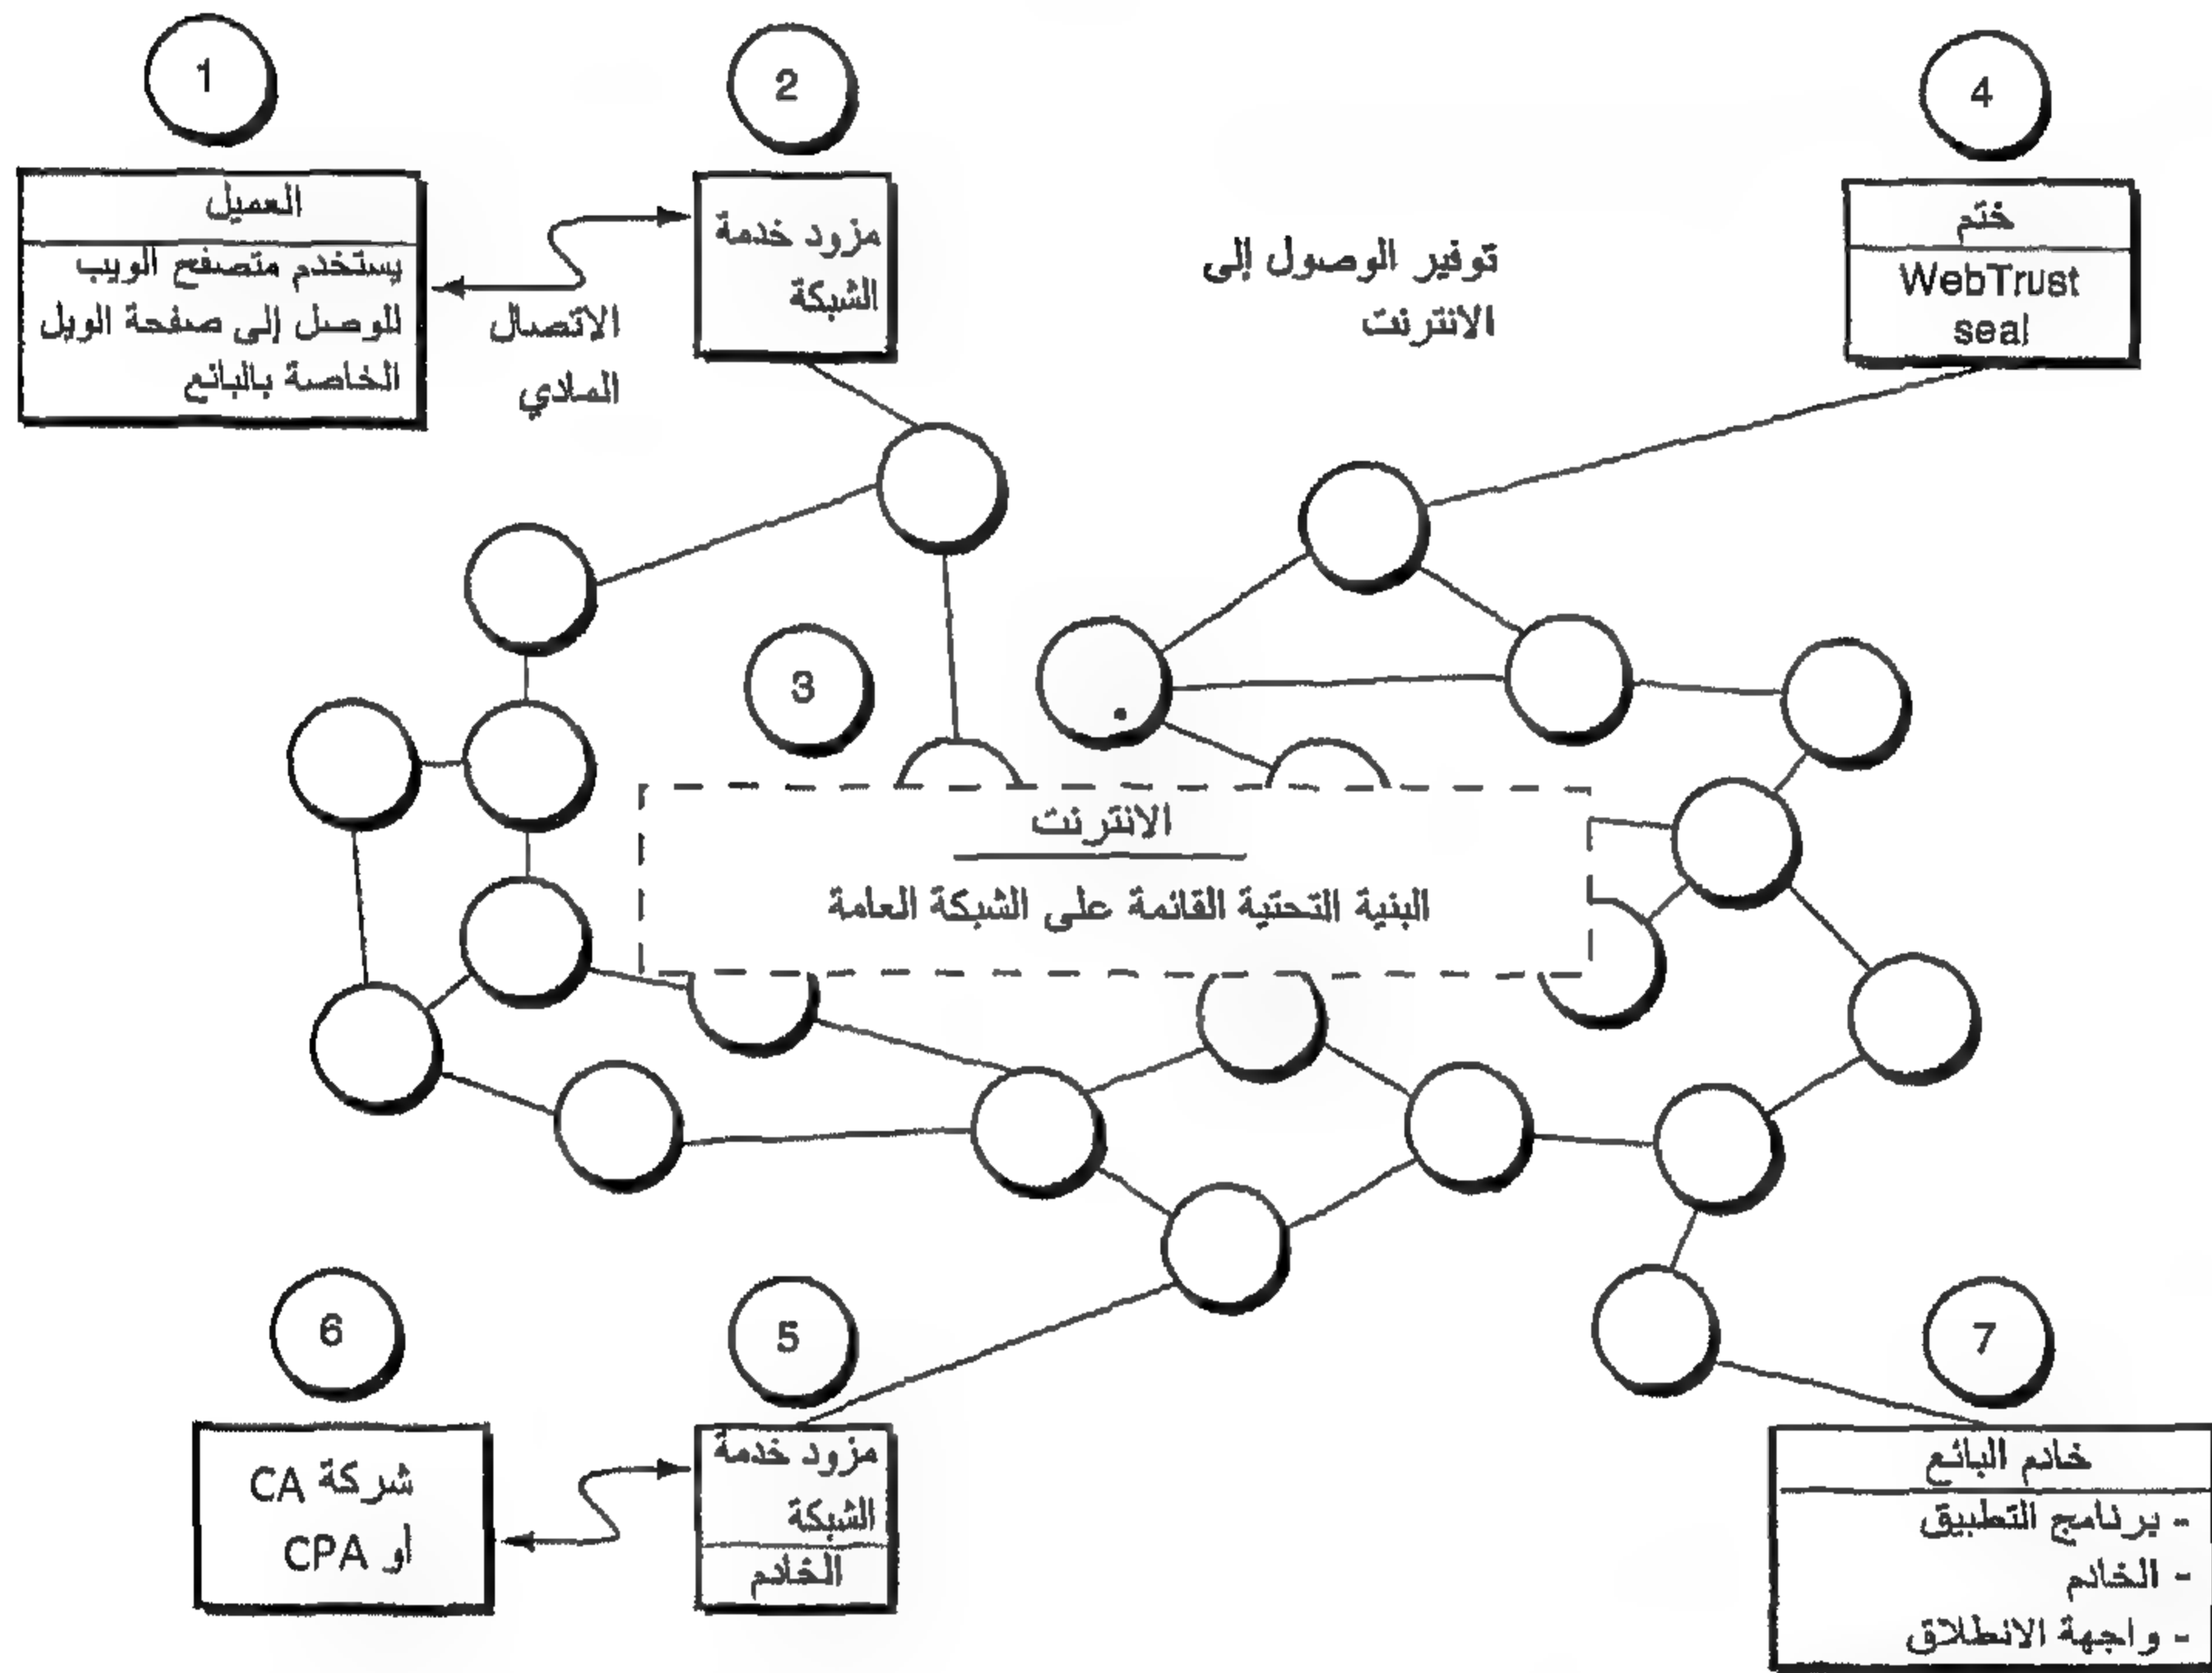 1
العميل
يستخدم متصفح الويب
للوصل إلى صفحة الويل
الخاصة بالبائع
الاتصال
المادي
2
مزود خدمة
الشبكة
توفير الوصول إلى
الانترنت
4
ختم
WebTrust
seal
3
الانترنت
البنية التحتية القائمة على الشبكة العامة
6
شركة CA
أو CPA
5
مزود خدمة
الشبكة
الخادم
7
خادم البائع
- برنامج التطبيق
- الخادم
- واجهة الانطلاق